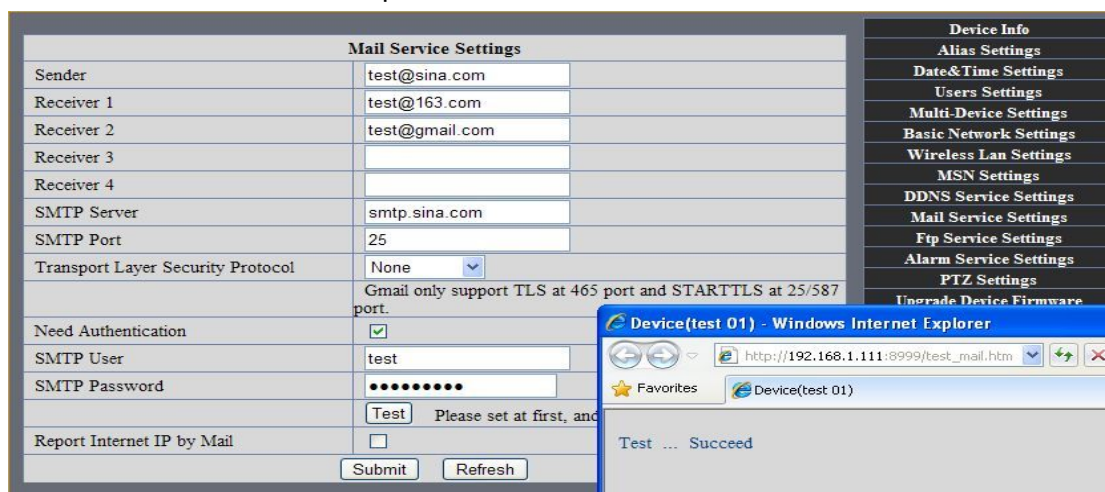 Mail Service Settings
Sender test@sina.com
Receiver 1 test@163.com
Receiver 2 test@gmail.com
Receiver 3
Receiver 4
SMTP Server smtp.sina.com
SMTP Port 25
Transport Layer Security Protocol None
Gmail only support TLS at 465 port and STARTTLS at 25/587
port.
Need Authentication
SMTP User test
SMTP Password •••••••••
Test Please set at first, and
Report Internet IP by Mail
Submit Refresh
Device Info
Alias Settings
Date&Time Settings
Users Settings
Multi-Device Settings
Basic Network Settings
Wireless Lan Settings
MSN Settings
DDNS Service Settings
Mail Service Settings
Ftp Service Settings
Alarm Service Settings
PTZ Settings
Upgrade Device Firmware
Device(test 01) - Windows Internet Explorer
http://192.168.1.111:8999/test_mail.htm
Favorites Device(test 01)
Test ... Succeed